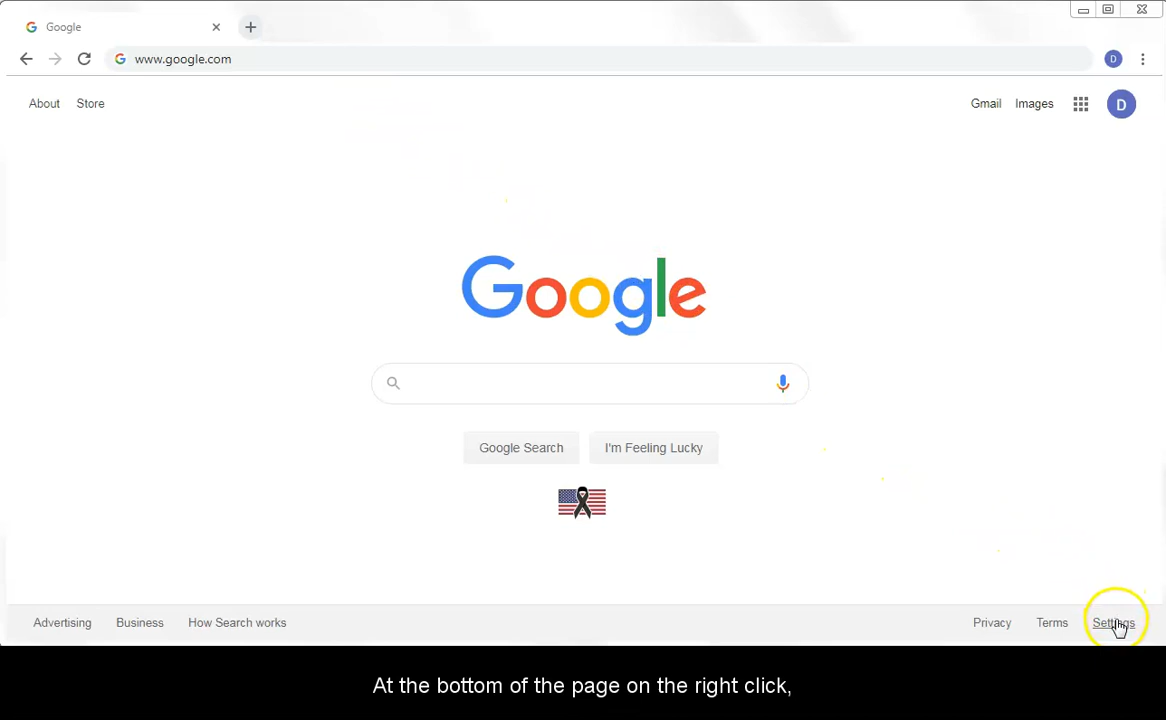 Google
www.google.com
D
About Store
Gmail Images D
Google
Google Search I'm Feeling Lucky
Advertising Business How Search works
Privacy Terms Settings
At the bottom of the page on the right click,